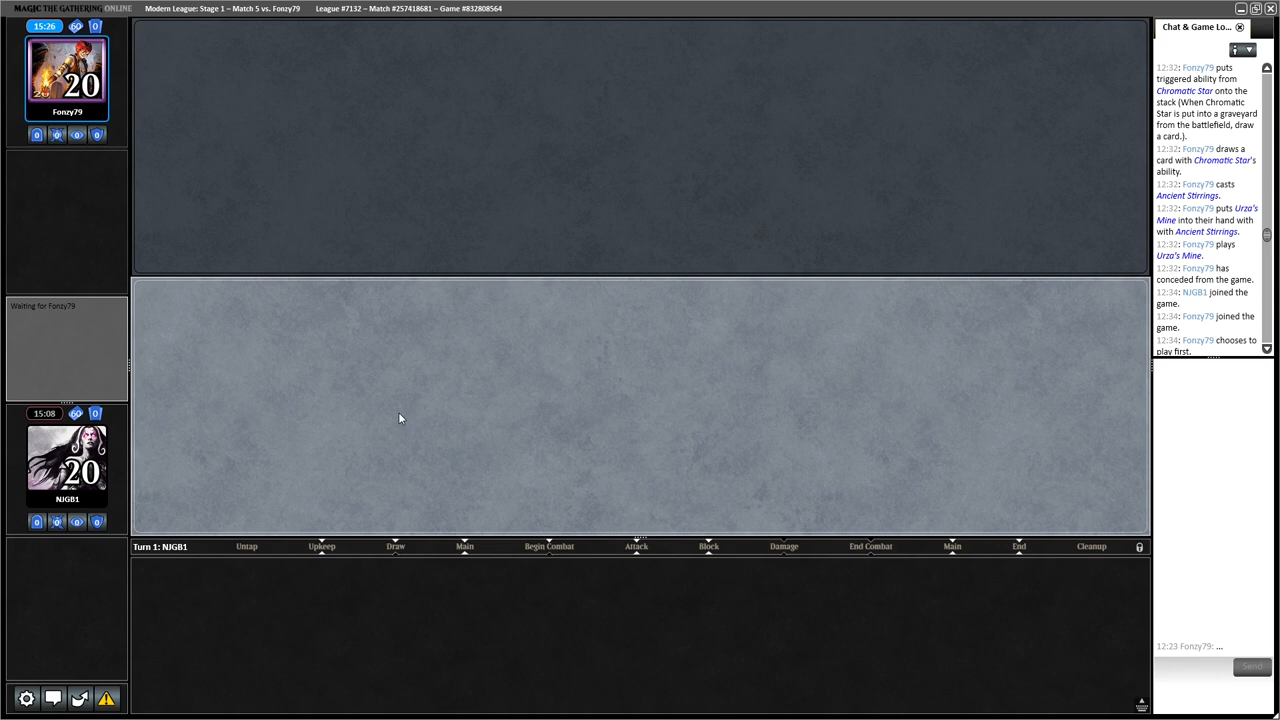 MAGIC THE GATHERING ONLINE
Modern League: Stage 1 – Match 5 vs. Fonzy79
League #7132 – Match #257418681 – Game #832808564
15:26 60 0
20
Fonzy79
0 0 0 0
Waiting for Fonzy79
15:08 60 0
20
NJGB1
0 0 0 0
Turn 1: NJGB1
Untap
Upkeep
Draw
Main
Begin Combat
Attack
Block
Damage
End Combat
Main
End
Cleanup
Chat & Game Lo...
12:32: Fonzy79 puts
triggered ability from
Chromatic Star onto the
stack (When Chromatic
Star is put into a graveyard
from the battlefield, draw
a card.).
12:32: Fonzy79 draws a
card with Chromatic Star's
ability.
12:32: Fonzy79 casts
Ancient Stirrings.
12:32: Fonzy79 puts Urza's
Mine into their hand with
with Ancient Stirrings.
12:32: Fonzy79 plays
Urza's Mine.
12:32: Fonzy79 has
conceded from the game.
12:34: NJGB1 joined the
game.
12:34: Fonzy79 joined the
game.
12:34: Fonzy79 chooses to
play first.
12:23 Fonzy79: ...
Send